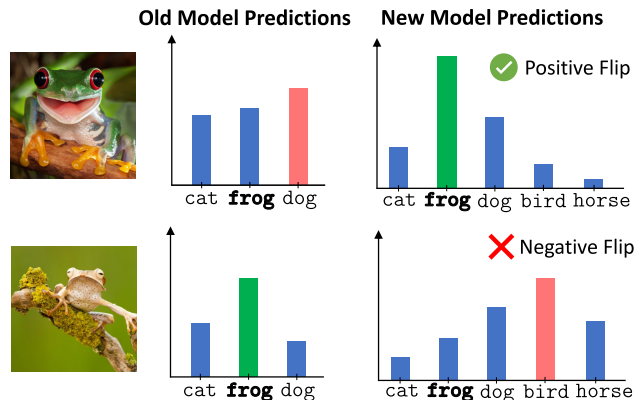 Old Model Predictions
New Model Predictions
Positive Flip
cat frog dog
cat frog dog bird horse
Negative Flip
cat frog dog
cat frog dog bird horse